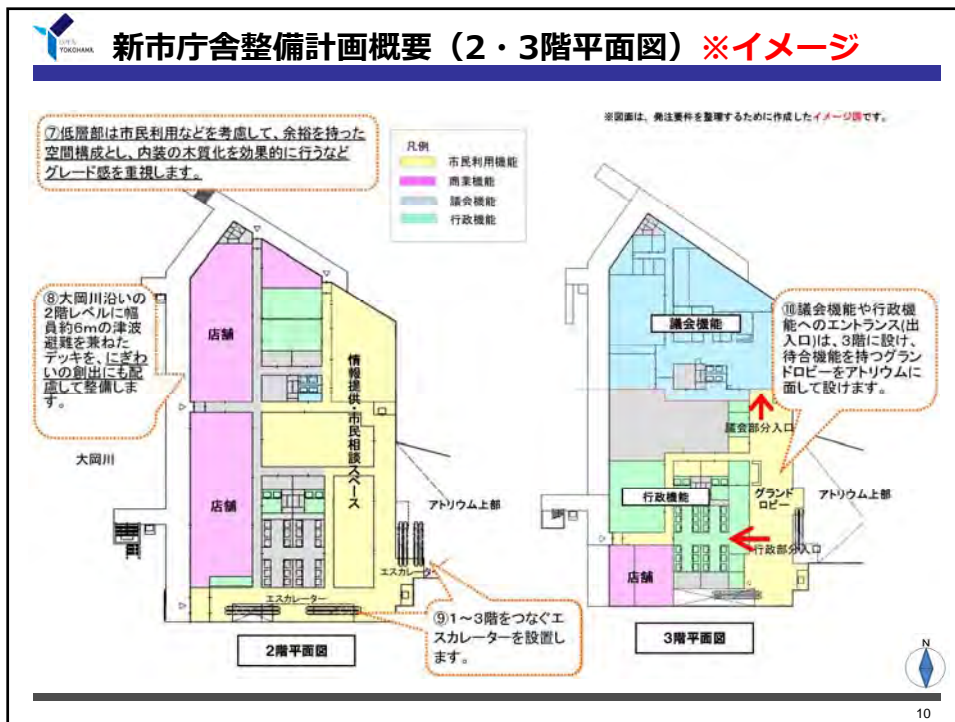 YOKOHAMA
新市庁舎整備計画概要（2・3階平面図）※イメージ
※図面は、発注要件を整理するために作成したイメージ図です。
⑦低層部は市民利用などを考慮して、余裕を持った
空間構成とし、内装の木質化を効果的に行うなど
グレード感を重視します。
凡例
市民利用機能
商業機能
議会機能
行政機能
⑧大岡川沿いの
2階レベルに幅
員約6mの津波
避難を兼ねた
デッキを、にぎわ
いの創出にも配
慮して整備しま
す。
大岡川
店舗
店舗
情報提供・市民相談スペース
アトリウム上部
エスカレーター
エスカレーター
⑨1～3階をつなぐエ
スカレーターを設置し
ます。
2階平面図
議会機能
⑩議会機能や行政機
能へのエントランス(出
入口)は、3階に設け、
待合機能を持つグラン
ドロビーをアトリウムに
面して設けます。
議会部分入口
行政機能
グランド
ロビー
アトリウム上部
行政部分入口
店舗
3階平面図
N
10